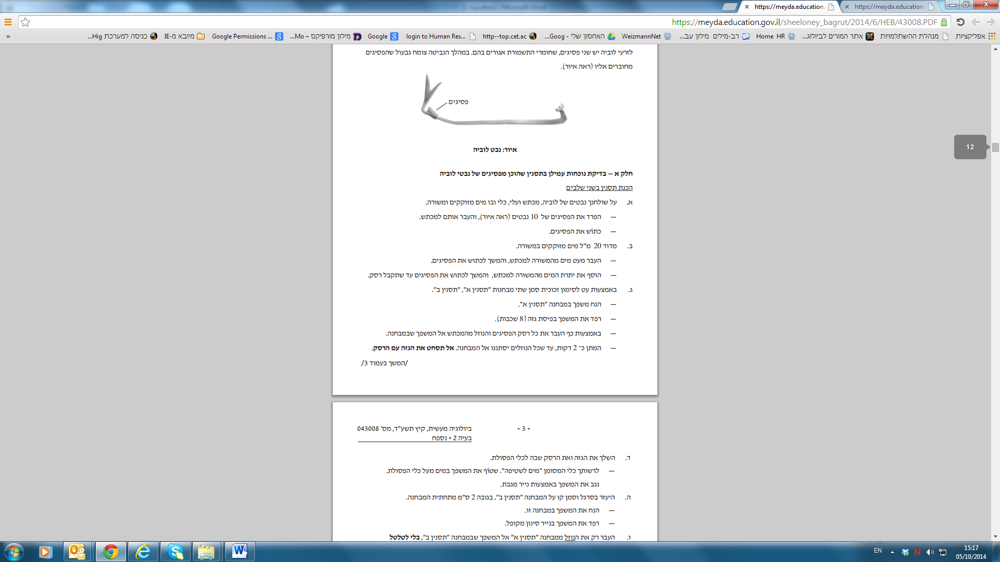 https://meyda.education.
https://meyda.education.
https://meyda.education.gov.il/sheeloney_bagrut/2014/6/HEB/43008.PDF
אפליקציות
מנהלת ההשתלמויות
אתר המורים לביולוג...
Home HR
רב-מילים מילון עב...
WeizmannNet
האחסון שלי - Goog...
http--top.cet.ac
login to Human Res...
Google
מילון מורפיקס – Mo...
Google Permissions ...
מיובא מ-IE
כניסה למערכת Hig...
»
לזרעי לוביה יש שני פסיגים, שחומרי התשמורת אגורים בהם. במהלך הנביטה צומח גבעול שהפסיגים
מחוברים אליו (ראה איור).
פסיגים
איור: נבט לוביה
חלק א – בדיקת נוכחות עמילן בתסנין שהוכן מפסיגים של נבטי לוביה
הכנת תסנין בשני שלבים
א. על שולחנך נבטים של לוביה, מכתש ועלי, כלי ובו מים מזוקקים ומשורה.
— הפרד את הפסיגים של 10 נבטים (ראה איור), והעבר אותם למכתש.
— כתוֹש את הפסיגים.
ב. מדוד 20 מ"ל מים מזוקקים במשורה.
— העבר מעט מים מהמשורה למכתש, והמשך לכתוש את הפסיגים.
— הוסף את יתרת המים מהמשורה למכתש, והמשך לכתוש את הפסיגים עד שתקבל רסק.
ג. באמצעות עט לסימון זכוכית סמן שתי מבחנות "תסנין א", "תסנין ב".
— הנח משפך במבחנה "תסנין א".
— רפד את המשפך בפיסת גזה (8 שכבות).
— באמצעות כף העבר את כל רסק הפסיגים והנוזל מהמכתש אל המשפך שבמבחנה.
— המתן כ־ 2 דקות, עד שכל הנוזלים יסתננו אל המבחנה. אל תסחט את הגזה עם הרסק.
/המשך בעמוד 3/
12
- 3 -
ביולוגיה מעשית, קיץ תשע"ד, מס' 043008
בעיה 2 + נספח
ד. השלך את הגזה ואת הרסק שבה לכלי הפסולת.
— לרשותך כלי המסומן "מים לשטיפה". שטוֹף את המשפך במים מעל כלי הפסולת.
נגב את המשפך באמצעות נייר מגבת.
ה. היעזר בסרגל וסמן קו על המבחנה "תסנין ב", בגובה 2 ס"מ מתחתית המבחנה.
— הנח את המשפך במבחנה זו.
— רפד את המשפך בנייר סינון מקופל.
ו. העבר רק את הנוזל ממבחנה "תסנין א" אל המשפך שבמבחנה "תסנין ב", בלי לטלטל
EN
15:17
05/10/2014